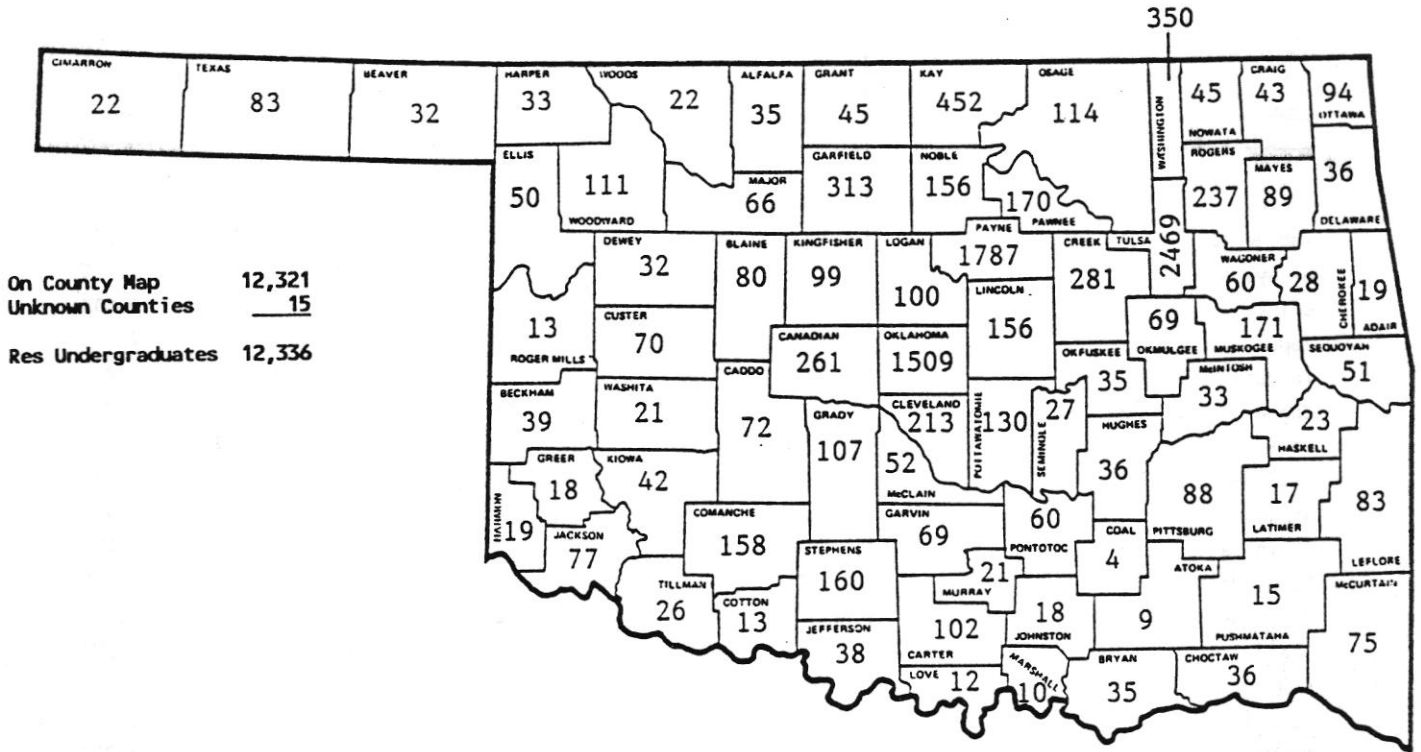 350
CIMARRON
22
TEXAS
83
BEAVER
32
HARPER
33
WOODS
22
ALFALFA
35
GRANT
45
KAY
452
OSAGE
114
WASHINGTON
45
NOWATA
CRAIG
43
94
OTTAWA
ELLIS
50
111
WOODWARD
MAJOR
66
GARFIELD
313
NOBLE
156
170
PAWNEE
ROGERS
237
MAYES
89
36
DELAWARE
On County Map 12,321
Unknown Counties 15
Res Undergraduates 12,336
DEWEY
32
BLAINE
80
KINGFISHER
99
LOGAN
100
PAYNE
1787
CREEK
281
TULSA
2469
WAGONER
60
28
CHEROKEE
19
ADAIR
13
ROGER MILLS
CUSTER
70
CANADIAN
261
OKLAHOMA
1509
LINCOLN
156
OKFUSKEE
35
69
OKMULGEE
171
MUSKOGEE
SEQUOYAH
51
BECKHAM
39
WASHITA
21
CADDO
72
GRADY
107
CLEVELAND
213
52
McCLAIN
POTTAWATOMIE
130
SEMINOLE
27
HUGHES
36
McINTOSH
33
23
HASKELL
GREER
18
KIOWA
42
19
JACKSON
77
COMANCHE
158
STEPHENS
160
GARVIN
69
60
PONTOTOC
COAL
4
88
PITTSBURG
17
LATIMER
83
LEFLORE
TILLMAN
26
COTTON
13
JEFFERSON
38
21
MURRAY
102
CARTER
18
JOHNSTON
ATOKA
9
15
PUSHMATAHA
McCURTAIN
75
LOVE
12
MARSHALL
10
BRYAN
35
CHOCTAW
36